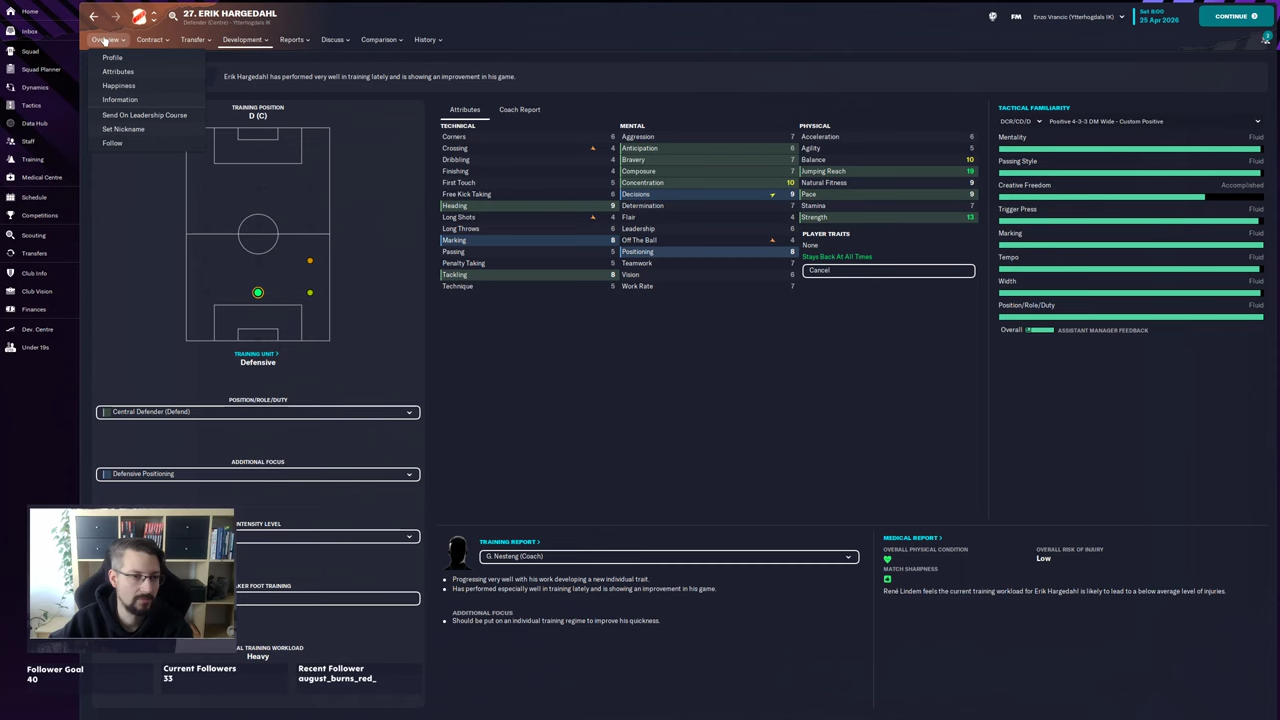 Home
Inbox
Squad
Squad Planner
Dynamics
Tactics
Data Hub
Staff
Training
Medical Centre
Schedule
Competitions
Scouting
Transfers
Club Info
Club Vision
Finances
Dev. Centre
Under 19s
27. ERIK HARGEDAHL
Defender (Centre) - Ytterhogdals IK
FM
Enzo Vrancic (Ytterhogdals IK)
Sat 8:00
25 Apr 2026
CONTINUE
2
Overview
Contract
Transfer
Development
Reports
Discuss
Comparison
History
Profile
Attributes
Happiness
Information
Send On Leadership Course
Set Nickname
Follow
Erik Hargedahl has performed very well in training lately and is showing an improvement in his game.
TRAINING POSITION
D (C)
TRAINING UNIT >
Defensive
POSITION/ROLE/DUTY
Central Defender (Defend)
ADDITIONAL FOCUS
Defensive Positioning
INTENSITY LEVEL
AKER FOOT TRAINING
AL TRAINING WORKLOAD
Heavy
Attributes
Coach Report
TECHNICAL
Corners 6
Crossing 4
Dribbling 4
Finishing 4
First Touch 5
Free Kick Taking 6
Heading 9
Long Shots 4
Long Throws 6
Marking 8
Passing 5
Penalty Taking 5
Tackling 8
Technique 5
MENTAL
Aggression 7
Anticipation 6
Bravery 7
Composure 7
Concentration 10
Decisions 9
Determination 7
Flair 4
Leadership 6
Off The Ball 4
Positioning 8
Teamwork 7
Vision 6
Work Rate 7
PHYSICAL
Acceleration 6
Agility 5
Balance 10
Jumping Reach 19
Natural Fitness 9
Pace 9
Stamina 7
Strength 13
PLAYER TRAITS
None
Stays Back At All Times
Cancel
TACTICAL FAMILIARITY
DCR/CD/D
Positive 4-3-3 DM Wide - Custom Positive
Mentality Fluid
Passing Style Fluid
Creative Freedom Accomplished
Trigger Press Fluid
Marking Fluid
Tempo Fluid
Width Fluid
Position/Role/Duty Fluid
Overall
ASSISTANT MANAGER FEEDBACK
TRAINING REPORT >
G. Nesteng (Coach)
Progressing very well with his work developing a new individual trait.
Has performed especially well in training lately and is showing an improvement in his game.
ADDITIONAL FOCUS
Should be put on an individual training regime to improve his quickness.
MEDICAL REPORT >
OVERALL PHYSICAL CONDITION
OVERALL RISK OF INJURY
Low
MATCH SHARPNESS
René Lindem feels the current training workload for Erik Hargedahl is likely to lead to a below average level of injuries.
Follower Goal
40
Current Followers
33
Recent Follower
august_burns_red_